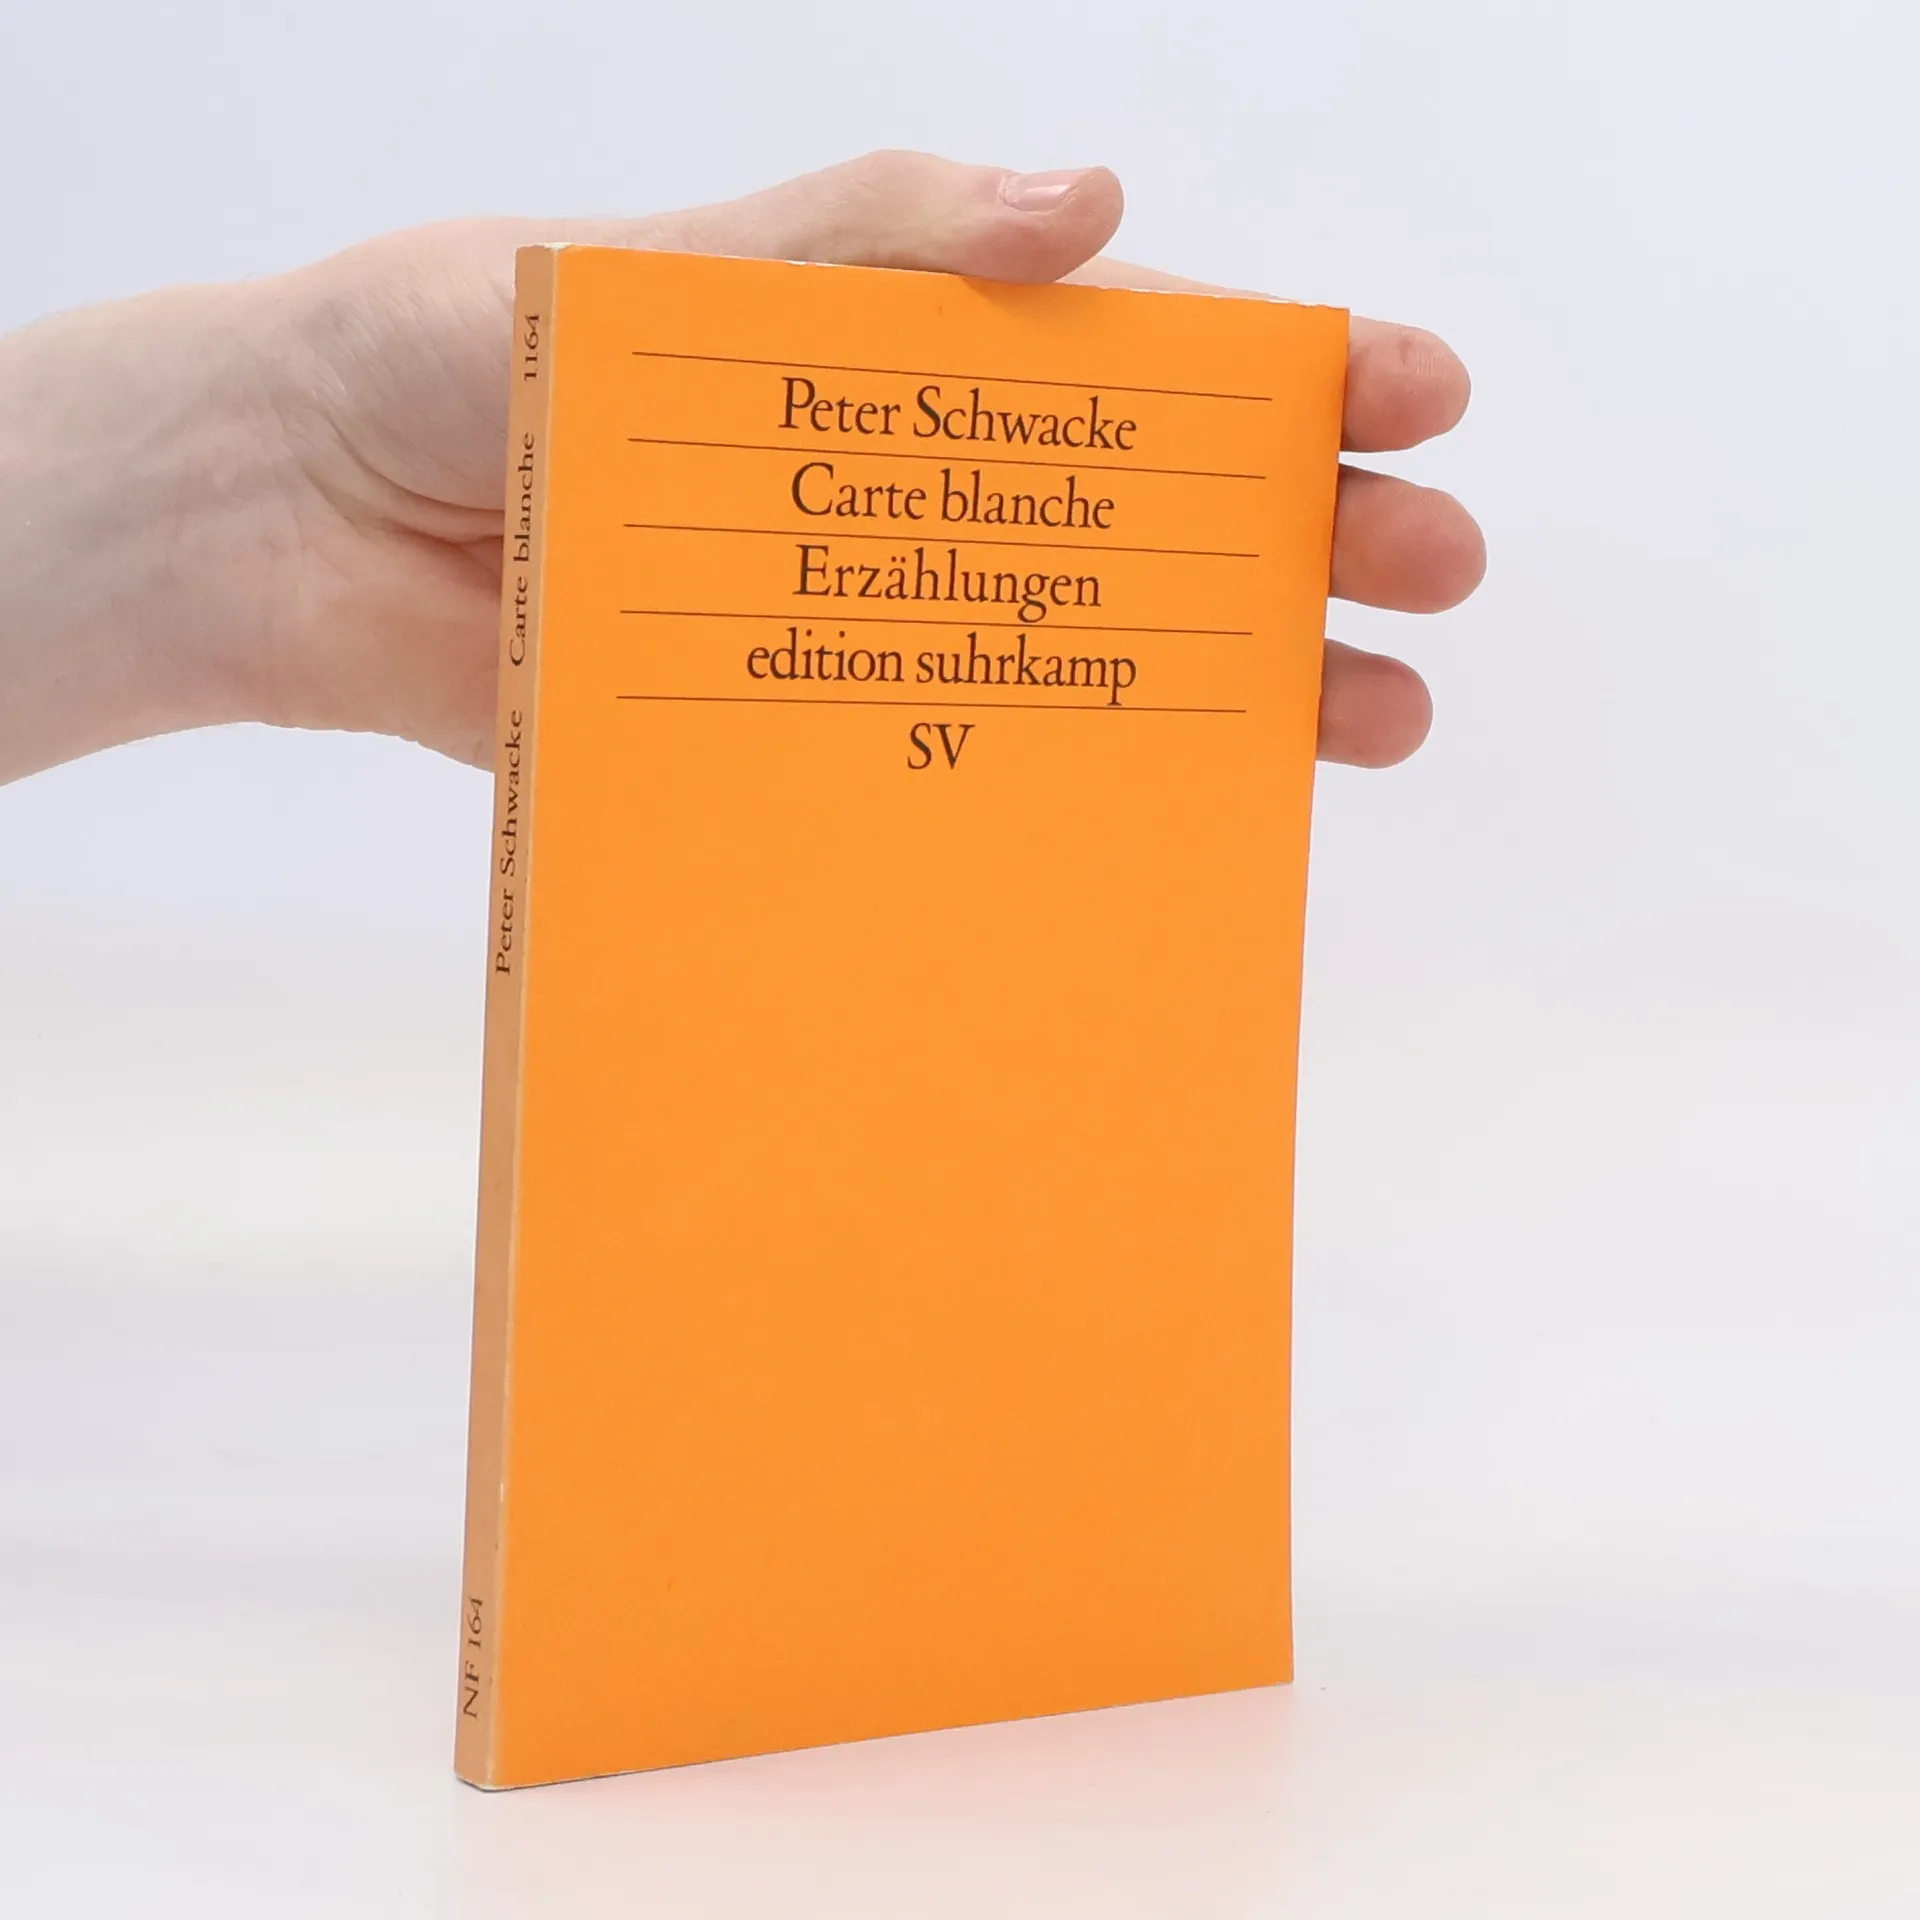 Peter Schwacke
Carte blanche
Erzählungen
edition suhrkamp
SV
Peter Schwacke Carte blanche 1164
NF 164